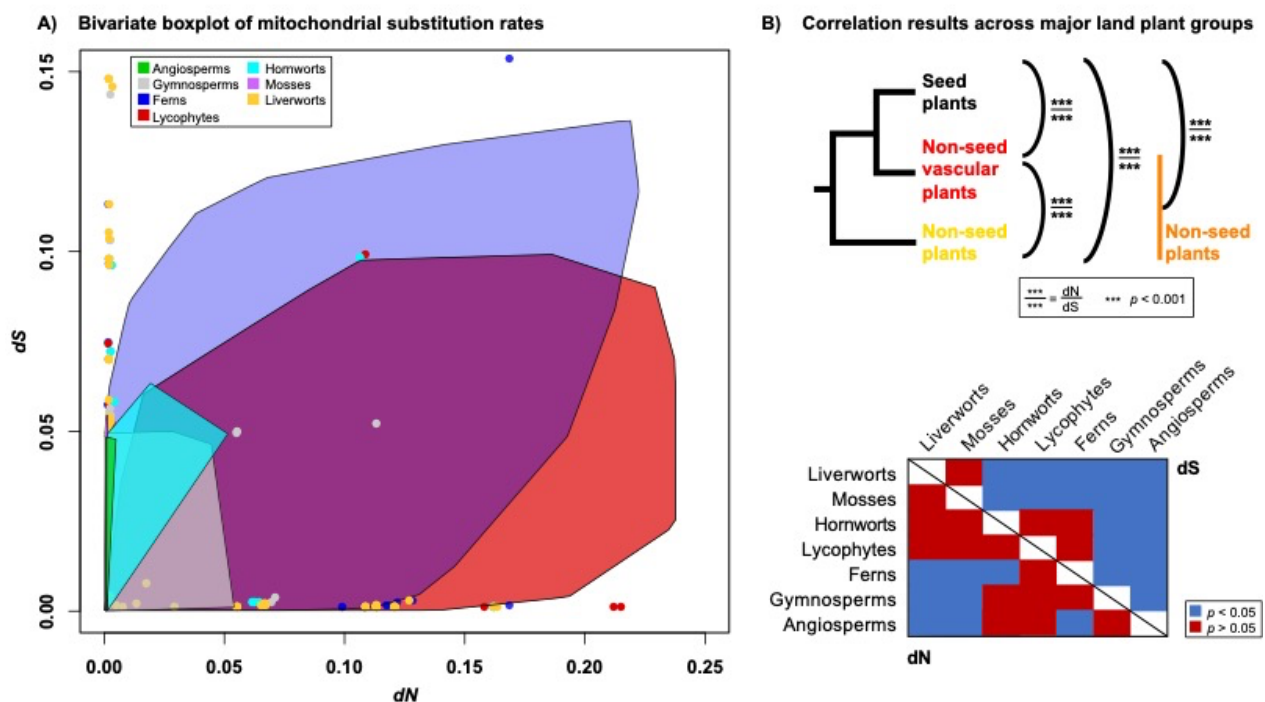 A) Bivariate boxplot of mitochondrial substitution rates
Angiosperms
Gymnosperms
Ferns
Lycophytes
Hornworts
Mosses
Liverworts
dS
0.15
0.10
0.05
0.00
0.00 0.05 0.10 0.15 0.20 0.25
dN
B) Correlation results across major land plant groups
Seed
plants
Non-seed
vascular
plants
Non-seed
plants
***
***
***
***
***
***
***
***
Non-seed
plants
*** = dN
*** dS
*** p < 0.001
Liverworts
Mosses
Hornworts
Lycophytes
Ferns
Gymnosperms
Angiosperms
dS
Liverworts
Mosses
Hornworts
Lycophytes
Ferns
Gymnosperms
Angiosperms
dN
p < 0.05
p > 0.05